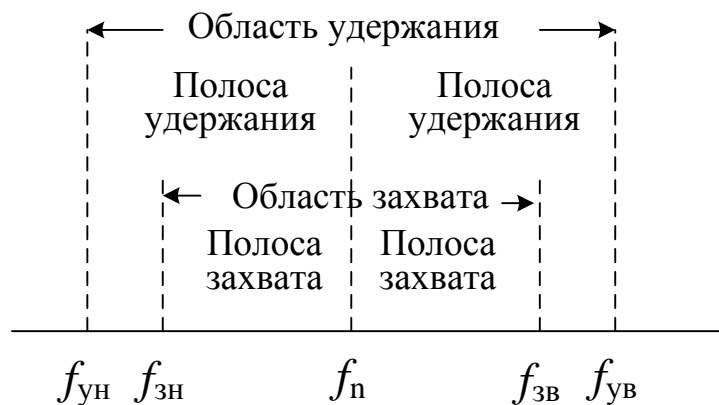 Область удержания
Полоса удержания
Полоса удержания
Область захвата
Полоса захвата
Полоса захвата
fун fзн fп fзв fув